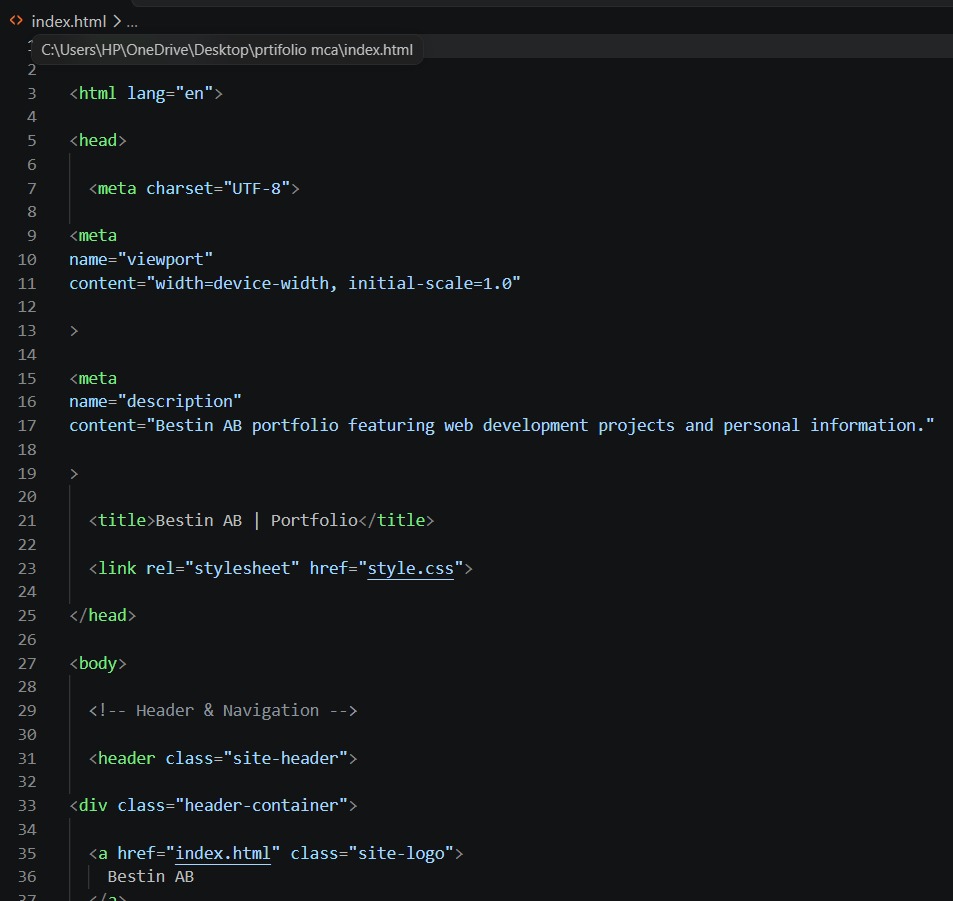 <> index.html > ...
1 C:\Users\HP\OneDrive\Desktop\prtifolio mca\index.html
2
3 <html lang="en">
4
5 <head>
6
7 <meta charset="UTF-8">
8
9 <meta
10 name="viewport"
11 content="width=device-width, initial-scale=1.0"
12
13 >
14
15 <meta
16 name="description"
17 content="Bestin AB portfolio featuring web development projects and personal information."
18
19 >
20
21 <title>Bestin AB | Portfolio</title>
22
23 <link rel="stylesheet" href="style.css">
24
25 </head>
26
27 <body>
28
29 <!-- Header & Navigation -->
30
31 <header class="site-header">
32
33 <div class="header-container">
34
35 <a href="index.html" class="site-logo">
36 Bestin AB
37 </a>